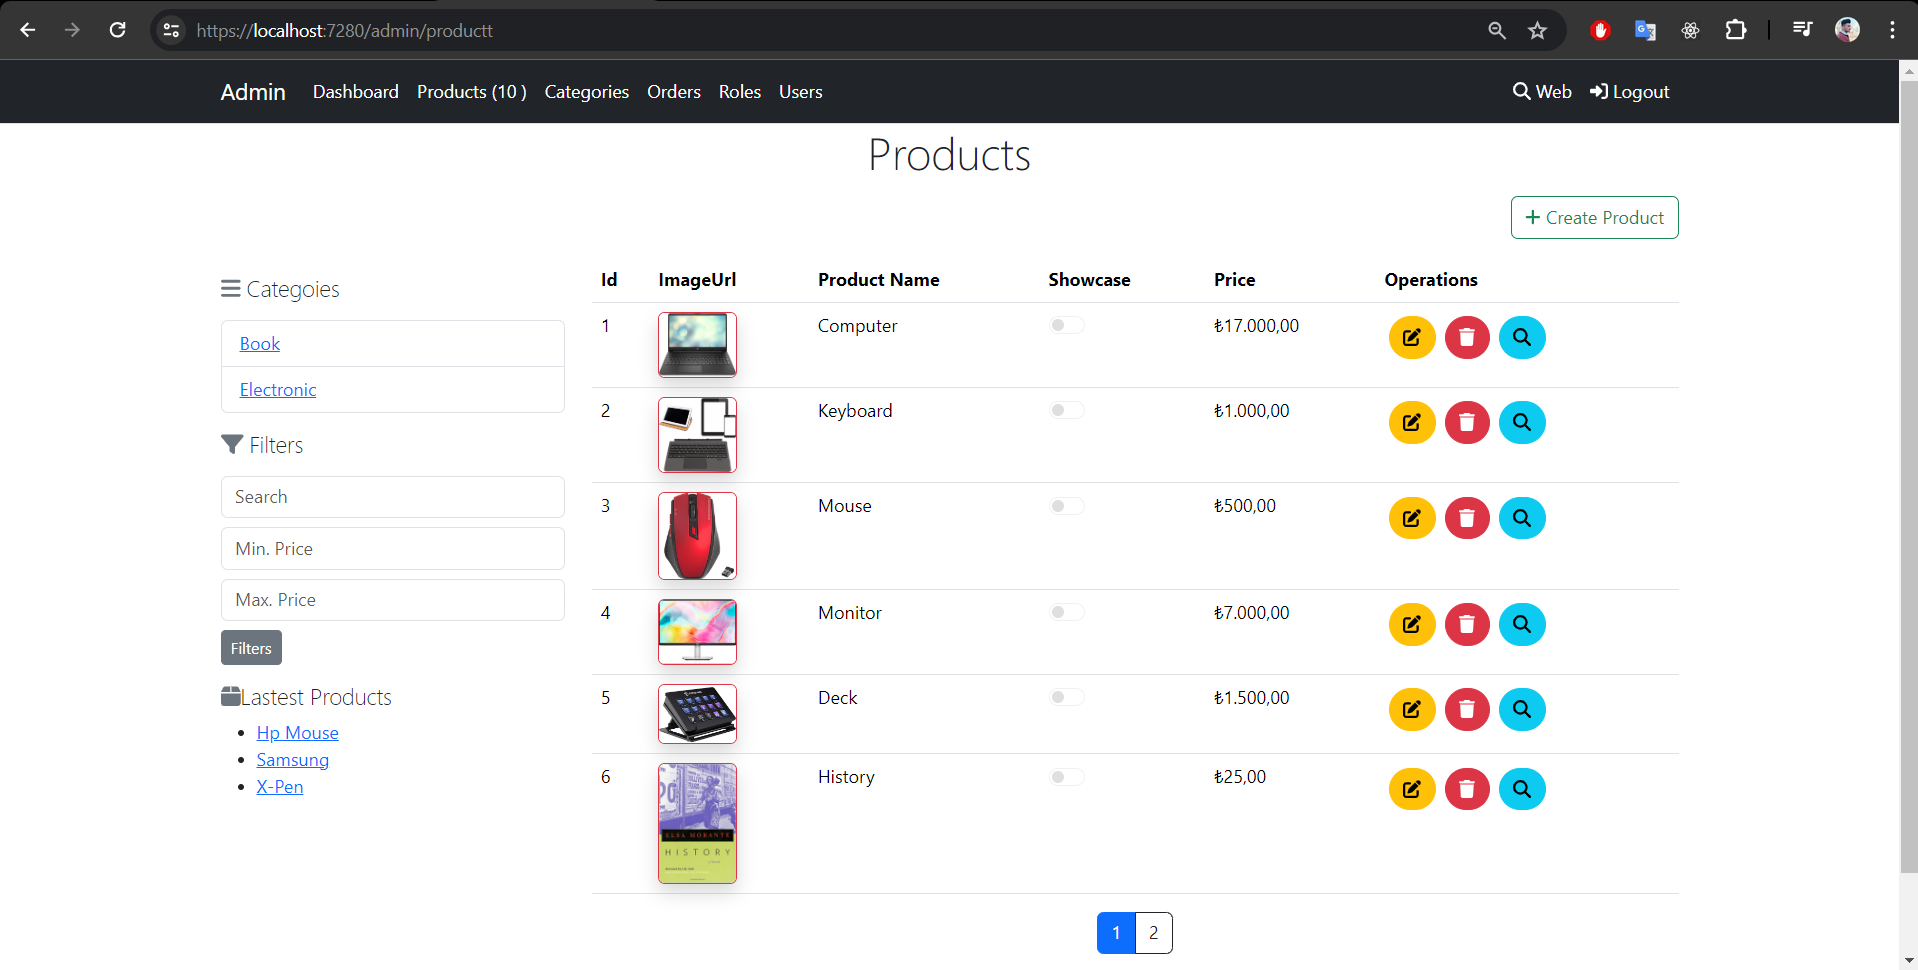 https://localhost:7280/admin/productt
Admin Dashboard Products (10 ) Categories Orders Roles Users Web Logout
Products
+ Create Product
Categoies
Book
Electronic
Filters
Search
Min. Price
Max. Price
Filters
Lastest Products
Hp Mouse
Samsung
X-Pen
Id ImageUrl Product Name Showcase Price Operations
1 Computer ₺17.000,00
2 Keyboard ₺1.000,00
3 Mouse ₺500,00
4 Monitor ₺7.000,00
5 Deck ₺1.500,00
6 History ₺25,00
ELSA MORANTE
HISTORY
1 2